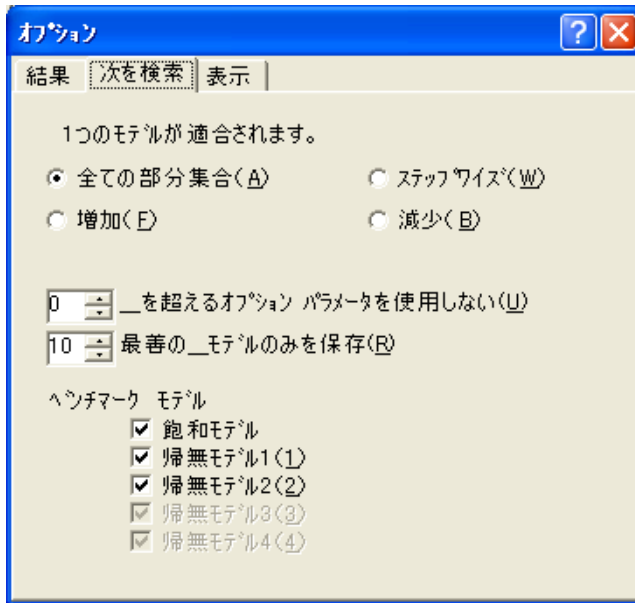 オプション
結果 次を検索 表示
1つのモデルが適合されます。
全ての部分集合(A) ステップワイズ(W)
増加(F) 減少(B)
0 __を超えるオプション パラメータを使用しない(U)
10 最善の__モデルのみを保存(R)
ベンチマーク モデル
飽和モデル
帰無モデル1(1)
帰無モデル2(2)
帰無モデル3(3)
帰無モデル4(4)